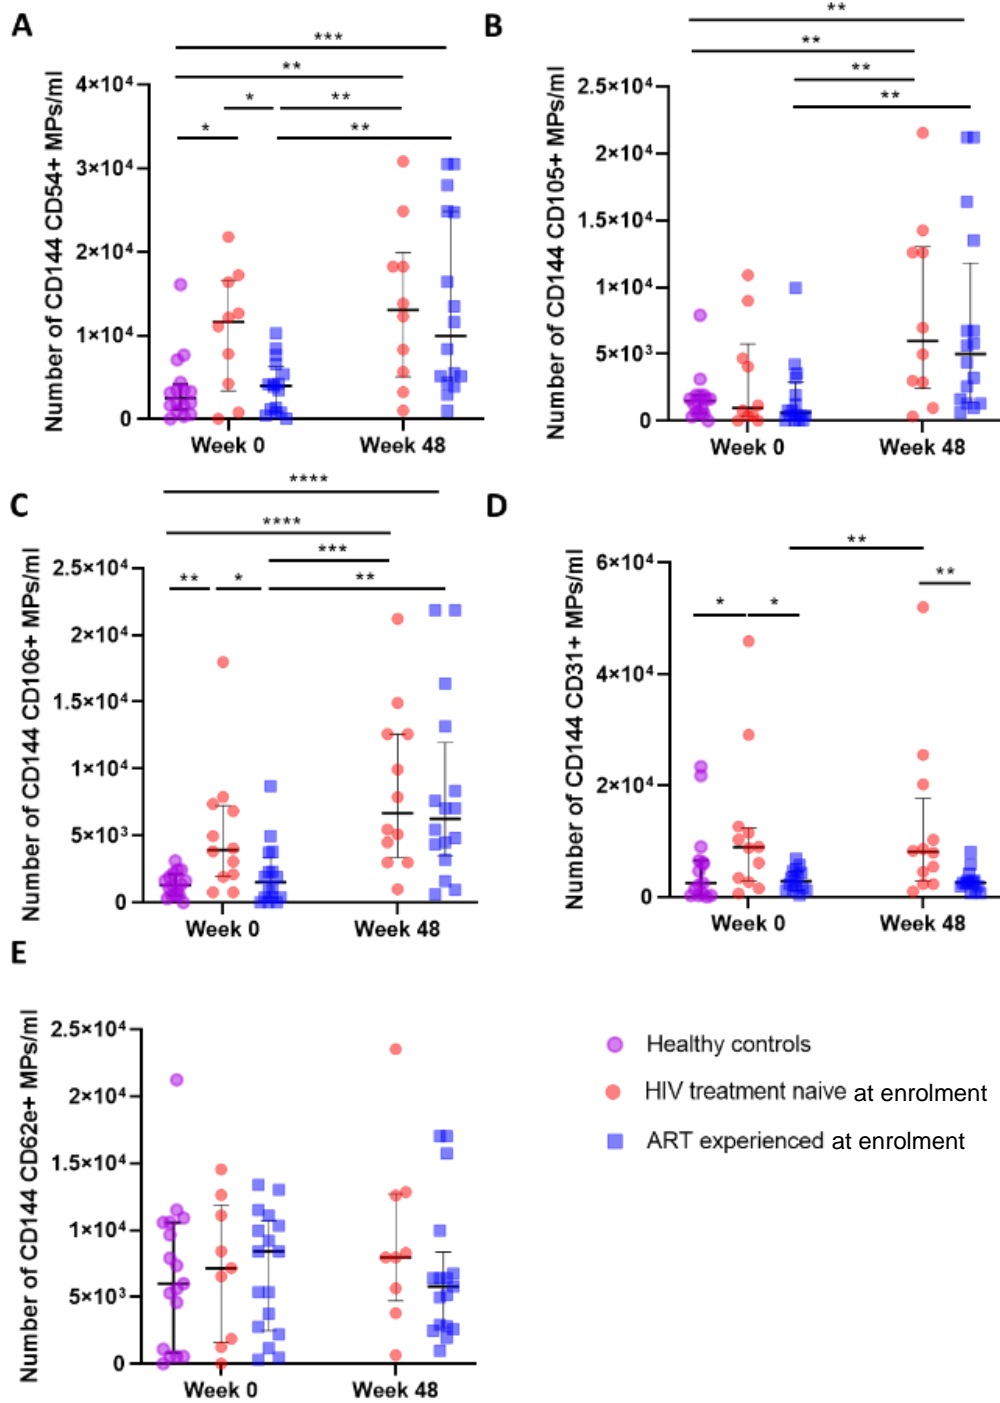 A
Number of CD144 CD54+ MPs/ml
4×10⁴
3×10⁴
2×10⁴
1×10⁴
0
***
**
* **
* **
Week 0 Week 48
B
Number of CD144 CD105+ MPs/ml
2.5×10⁴
2×10⁴
1.5×10⁴
1×10⁴
5×10³
0
**
**
**
**
Week 0 Week 48
C
Number of CD144 CD106+ MPs/ml
2.5×10⁴
2×10⁴
1.5×10⁴
1×10⁴
5×10³
0
****
****
***
** * **
Week 0 Week 48
D
Number of CD144 CD31+ MPs/ml
6×10⁴
4×10⁴
2×10⁴
0
**
**
* *
Week 0 Week 48
E
Number of CD144 CD62e+ MPs/ml
2.5×10⁴
2×10⁴
1.5×10⁴
1×10⁴
5×10³
0
Week 0 Week 48
Healthy controls
HIV treatment naive at enrolment
ART experienced at enrolment